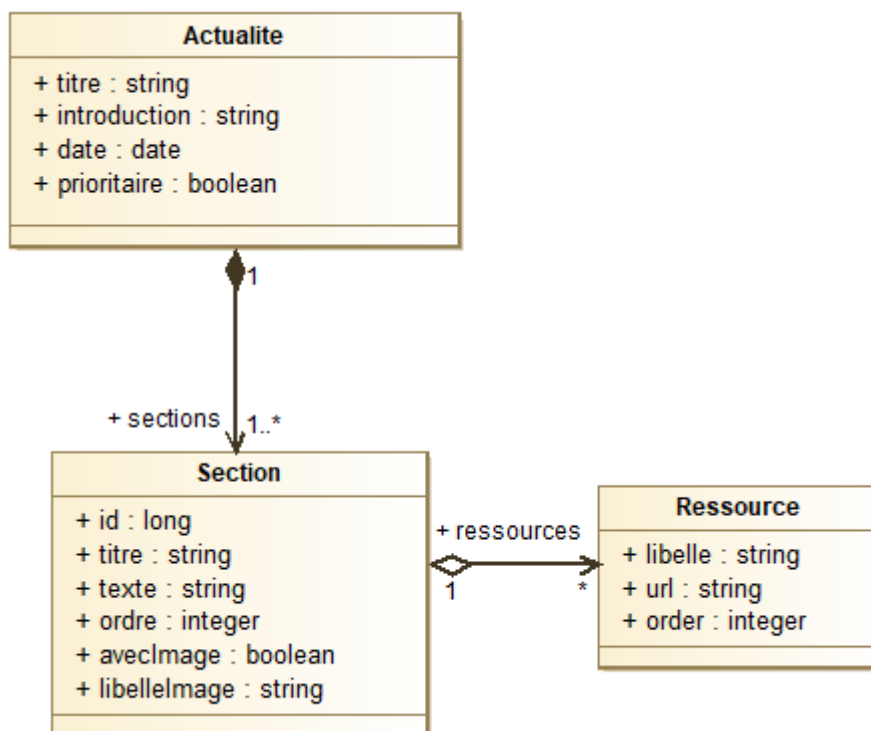 Actualite
+ titre : string
+ introduction : string
+ date : date
+ prioritaire : boolean
1
+ sections
1..*
Section
+ id : long
+ titre : string
+ texte : string
+ ordre : integer
+ avecImage : boolean
+ libelleImage : string
+ ressources
1
*
Ressource
+ libelle : string
+ url : string
+ order : integer